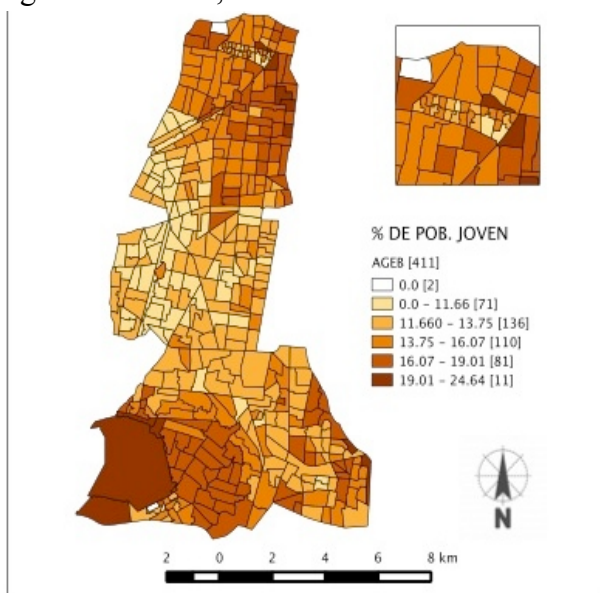 % DE POB. JOVEN
AGEB [411]
0.0 [2]
0.0 - 11.66 [71]
11.660 - 13.75 [136]
13.75 - 16.07 [110]
16.07 - 19.01 [81]
19.01 - 24.64 [11]
N
2 0 2 4 6 8 km